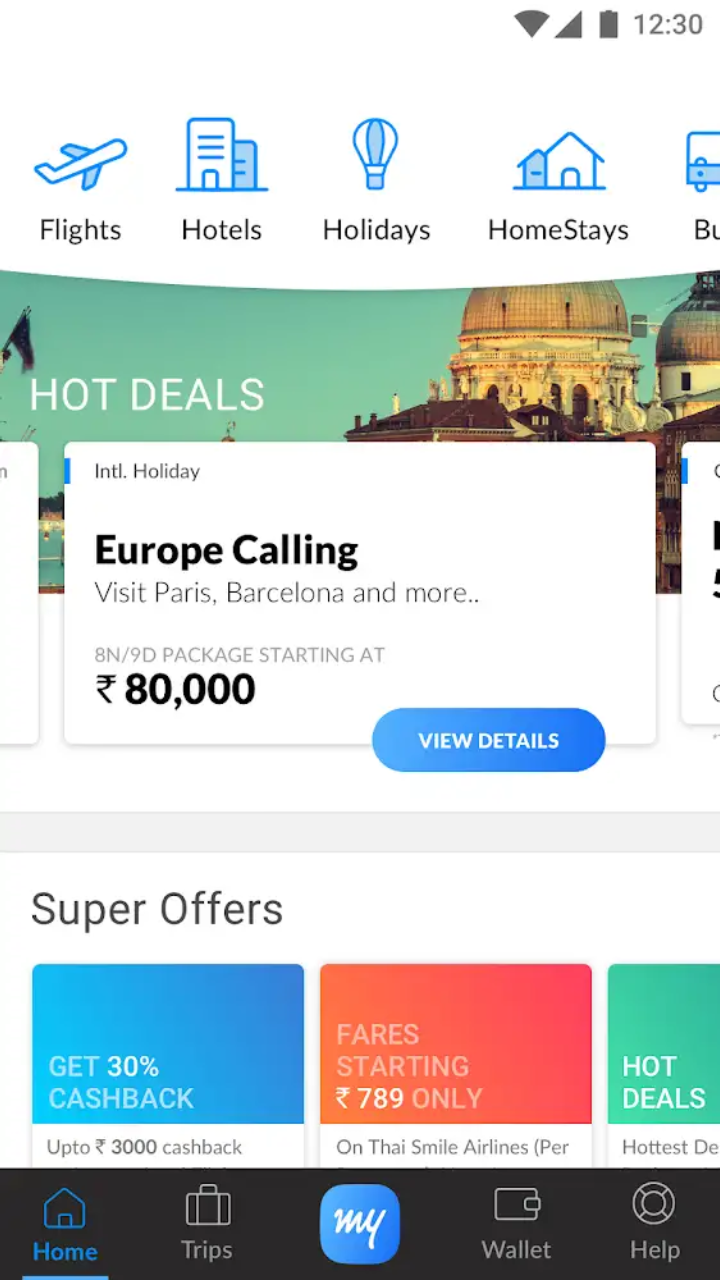 12:30
Flights Hotels Holidays HomeStays Bu
HOT DEALS
Intl. Holiday
Europe Calling
Visit Paris, Barcelona and more..
8N/9D PACKAGE STARTING AT
₹ 80,000
VIEW DETAILS
Super Offers
GET 30%
CASHBACK
Upto ₹ 3000 cashback
FARES
STARTING
₹ 789 ONLY
On Thai Smile Airlines (Per
HOT
DEALS
Hottest De
Home Trips my Wallet Help